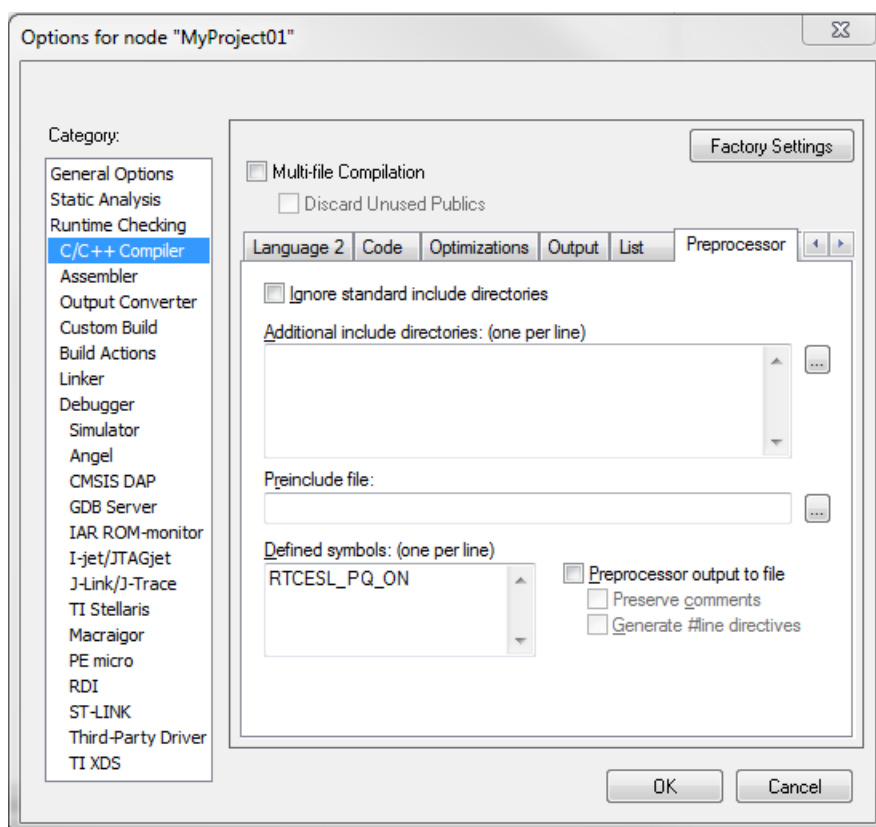 Options for node "MyProject01"
Category:
General Options
Static Analysis
Runtime Checking
C/C++ Compiler
Assembler
Output Converter
Custom Build
Build Actions
Linker
Debugger
Simulator
Angel
CMSIS DAP
GDB Server
IAR ROM-monitor
I-jet/JTAGjet
J-Link/J-Trace
TI Stellaris
Macraigor
PE micro
RDI
ST-LINK
Third-Party Driver
TI XDS
Factory Settings
Multi-file Compilation
Discard Unused Publics
Language 2 Code Optimizations Output List Preprocessor
Ignore standard include directories
Additional include directories: (one per line)
...
Preinclude file:
...
Defined symbols: (one per line)
RTCESL_PQ_ON
Preprocessor output to file
Preserve comments
Generate #line directives
OK Cancel